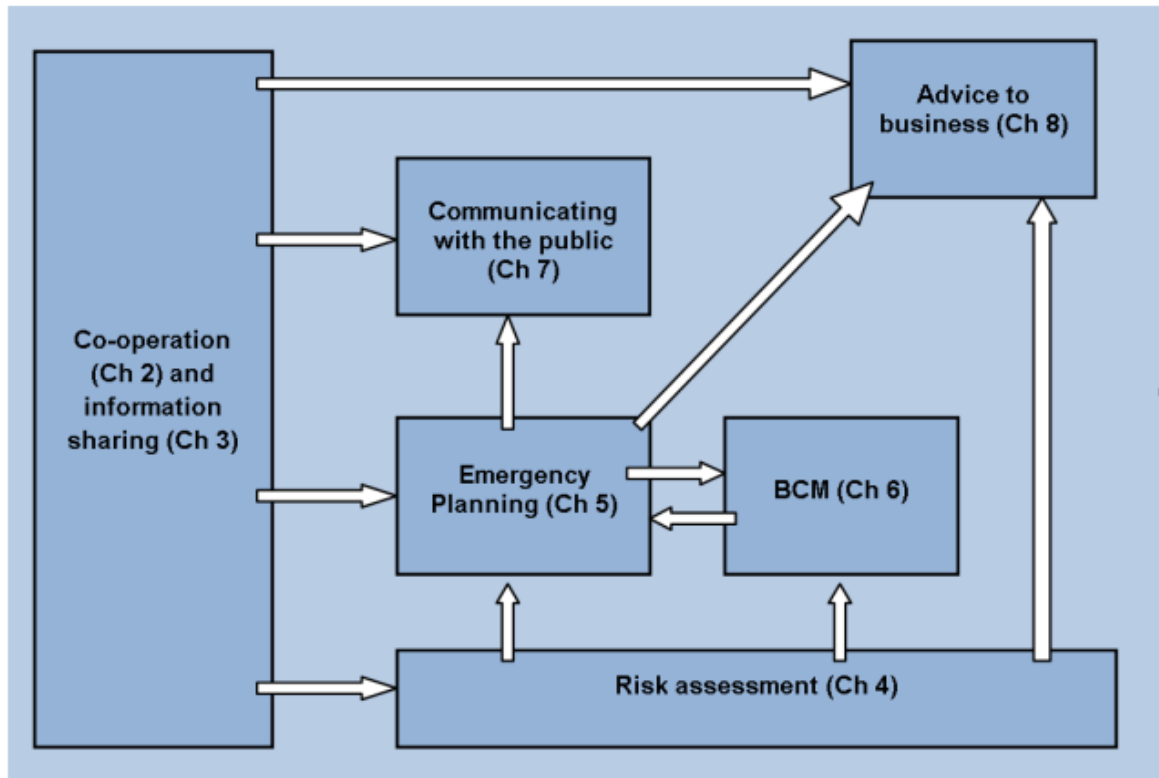 Co-operation
(Ch 2) and
information
sharing (Ch 3)
Advice to
business (Ch 8)
Communicating
with the public
(Ch 7)
Emergency
Planning (Ch 5)
BCM (Ch 6)
Risk assessment (Ch 4)